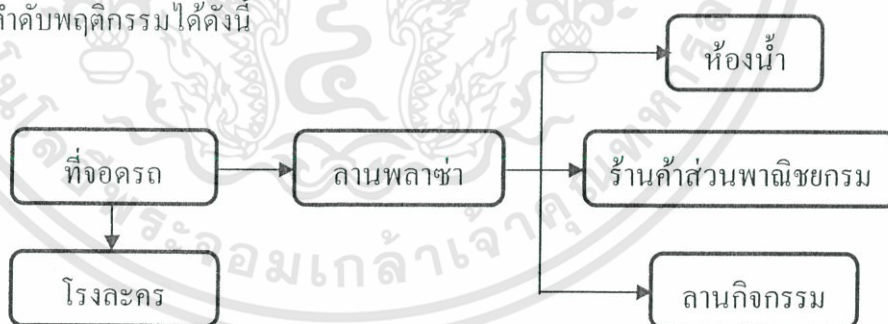 ลำดับพฤติกรรมได้ดังนี้
ห้องน้ำ
ที่จอดรถ
ลานพลาซ่า
ร้านค้าส่วนพาณิชยกรม
โรงละคร
ลานกิจกรรม